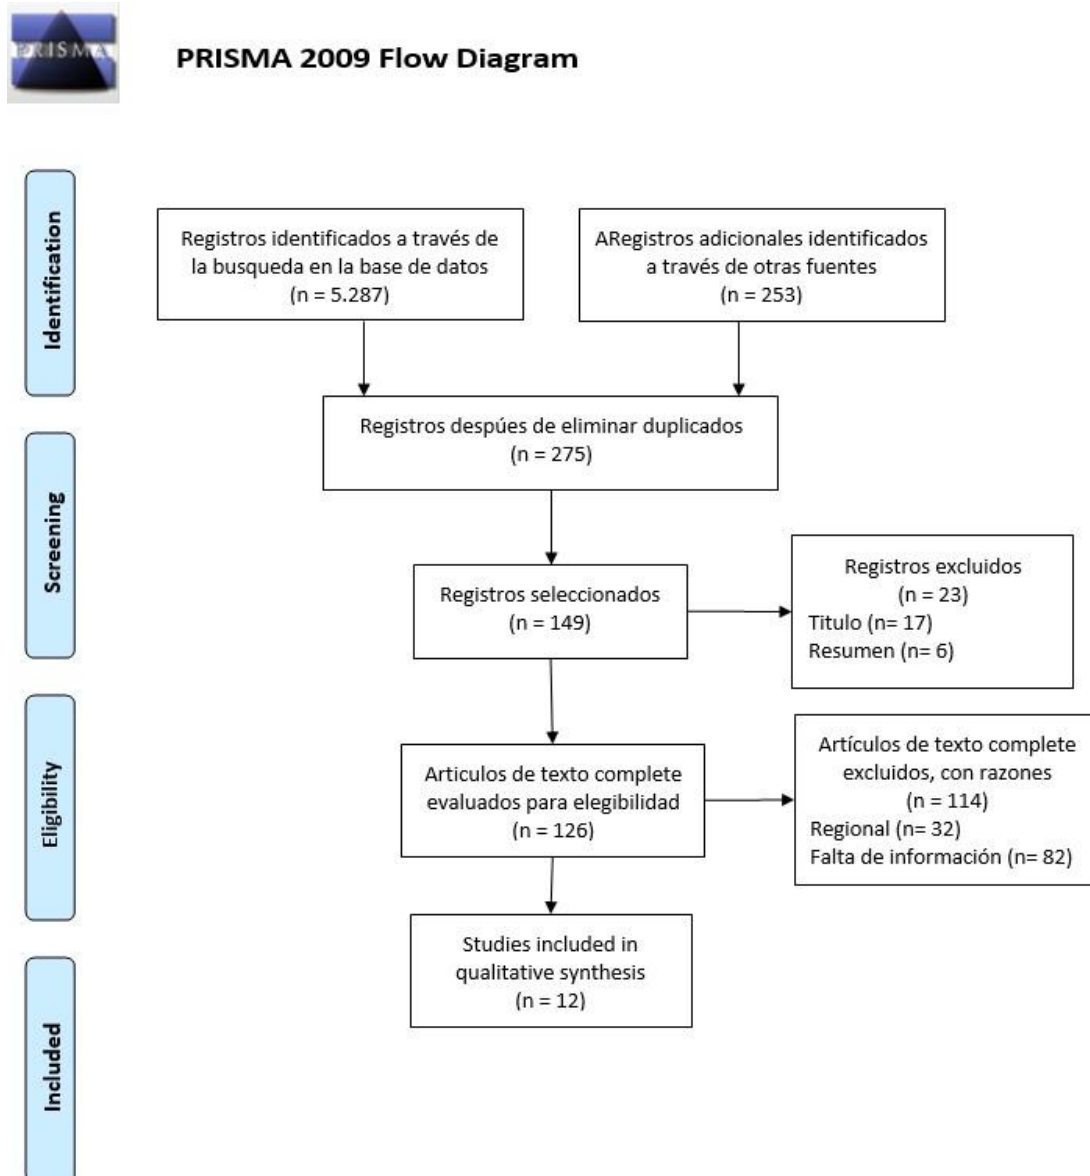 PRISMA
PRISMA 2009 Flow Diagram
Identification
Registros identificados a través de
la busqueda en la base de datos
(n = 5.287)
ARegistros adicionales identificados
a través de otras fuentes
(n = 253)
Registros despúes de eliminar duplicados
(n = 275)
Screening
Registros seleccionados
(n = 149)
Registros excluidos
(n = 23)
Titulo (n= 17)
Resumen (n= 6)
Eligibility
Articulos de texto complete
evaluados para elegibilidad
(n = 126)
Artículos de texto complete
excluidos, con razones
(n = 114)
Regional (n= 32)
Falta de información (n= 82)
Included
Studies included in
qualitative synthesis
(n = 12)